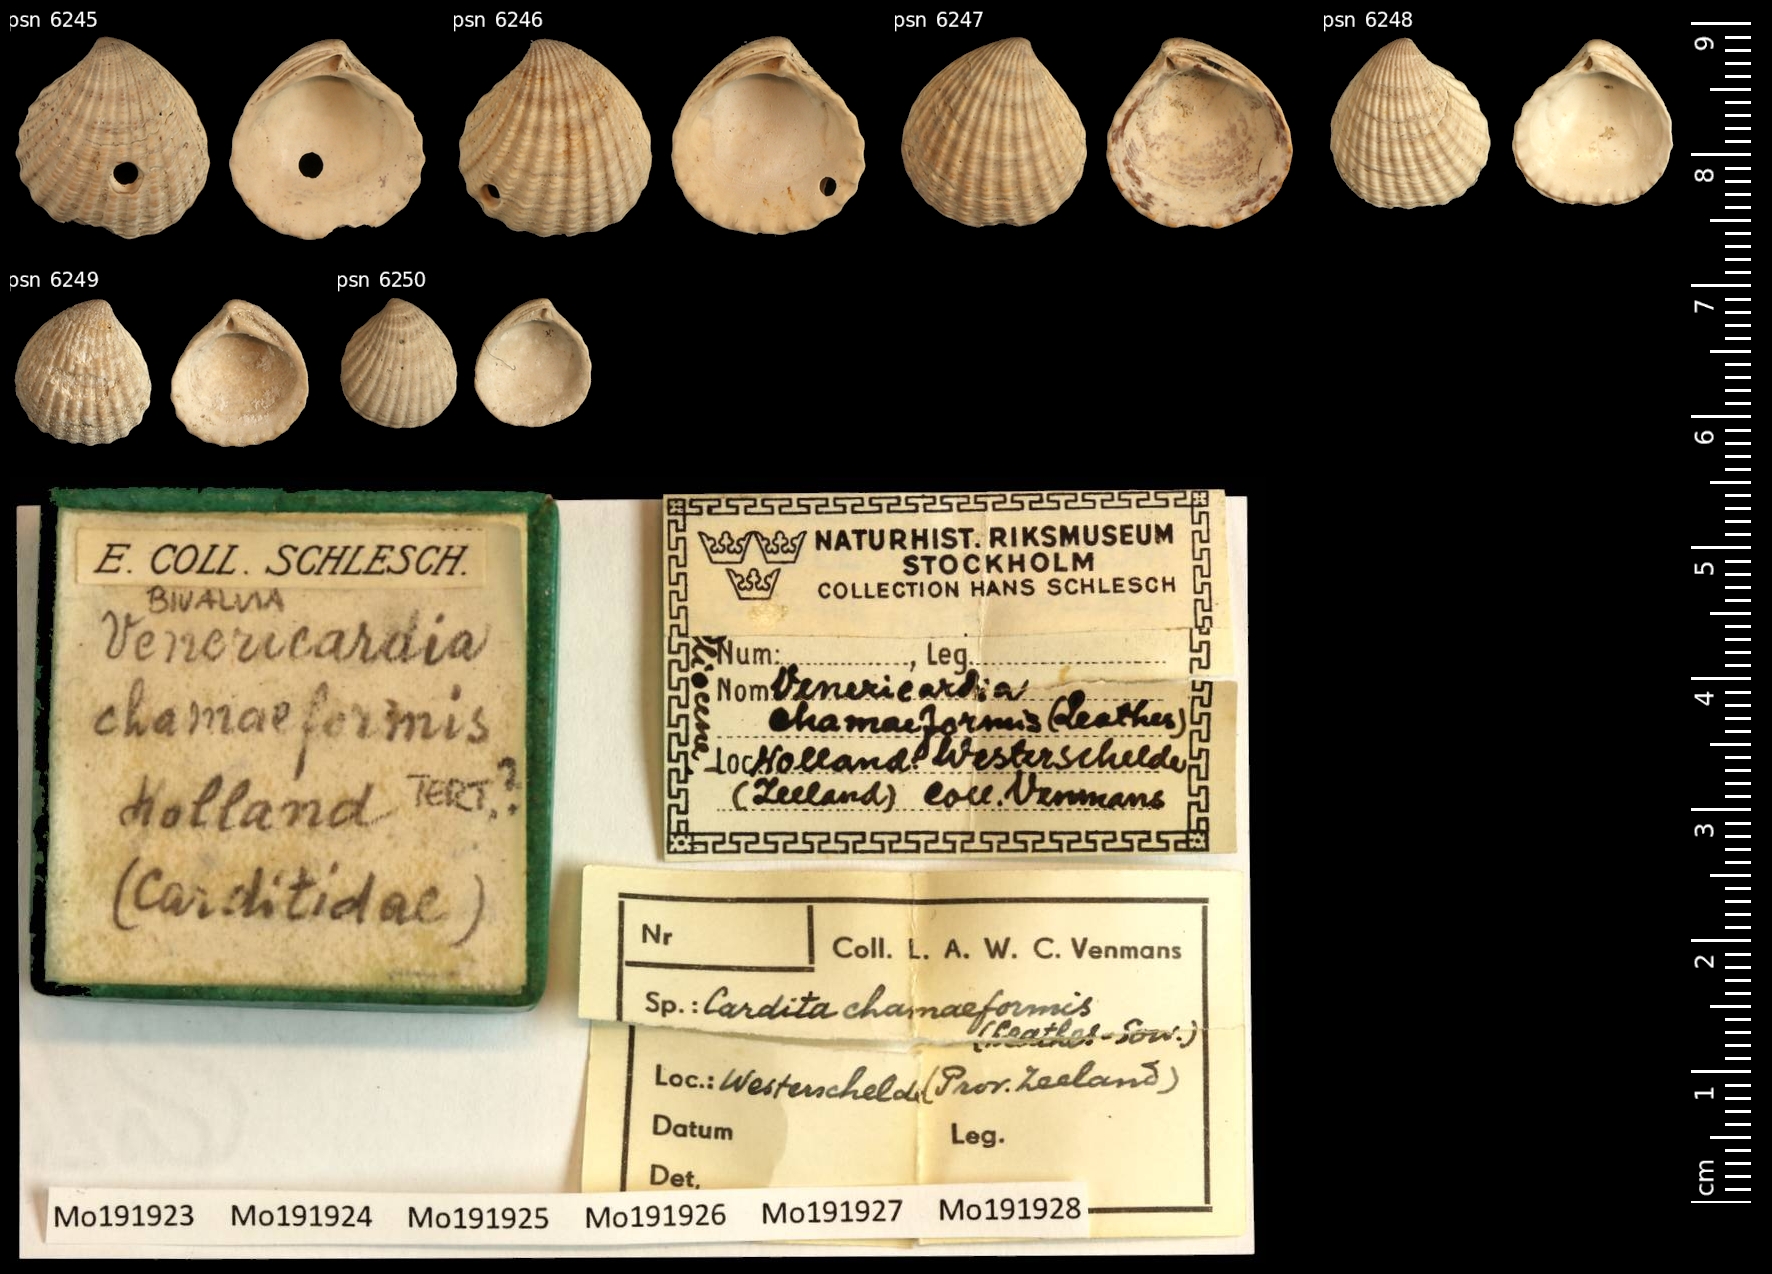 psn 6245
psn 6246
psn 6247
psn 6248
psn 6249
psn 6250
E. COLL. SCHLESCH.
BIVALVIA
Venericardia
chamaeformis
Holland TERT.?
(Carditidae)
NATURHIST. RIKSMUSEUM
STOCKHOLM
COLLECTION HANS SCHLESCH
Num: , Leg.
Nom Venericardia
chamaeformis (Leathes)
Loc Holland: Westerschelde
(Zeeland) Coll. Venmans
Pliocene
Nr
Coll. L. A. W. C. Venmans
Sp.: Cardita chamaeformis
(Leathes-Sow.)
Loc.: Westerschelde (Prov. Zeeland)
Datum Leg.
Det.
Mo191923 Mo191924 Mo191925 Mo191926 Mo191927 Mo191928
9
8
7
6
5
4
3
2
1
cm